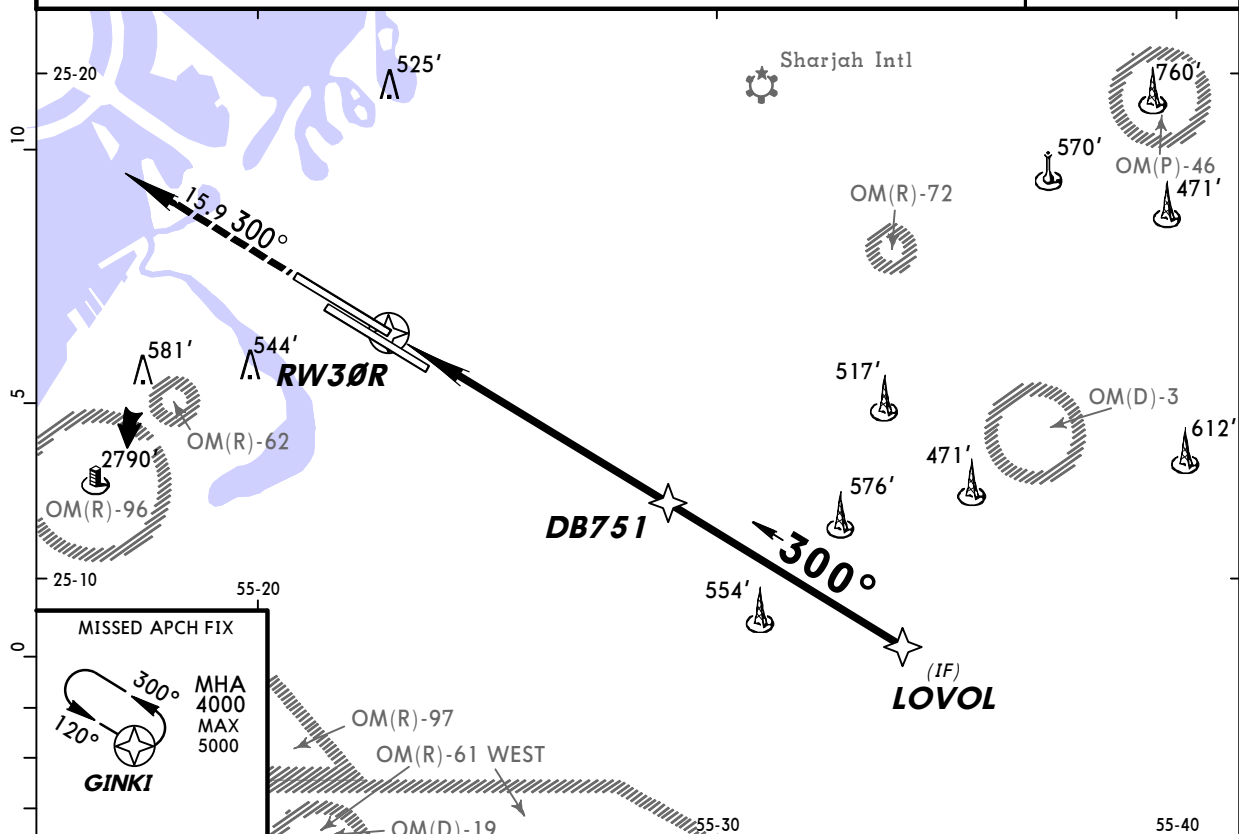 525'
Sharjah Intl
760'
25-20
10
570'
OM(P)-46
471'
OM(R)-72
15.9 300°
581'
544'
RW3ØR
517'
OM(D)-3
5
OM(R)-62
612'
2790'
471'
OM(R)-96
576'
DB751
300°
25-10
55-20
554'
0
MISSED APCH FIX
300°
MHA
4000
MAX
5000
120°
GINKI
(IF)
LOVOL
OM(R)-97
OM(R)-61 WEST
OM(D)-19
55-30
55-40